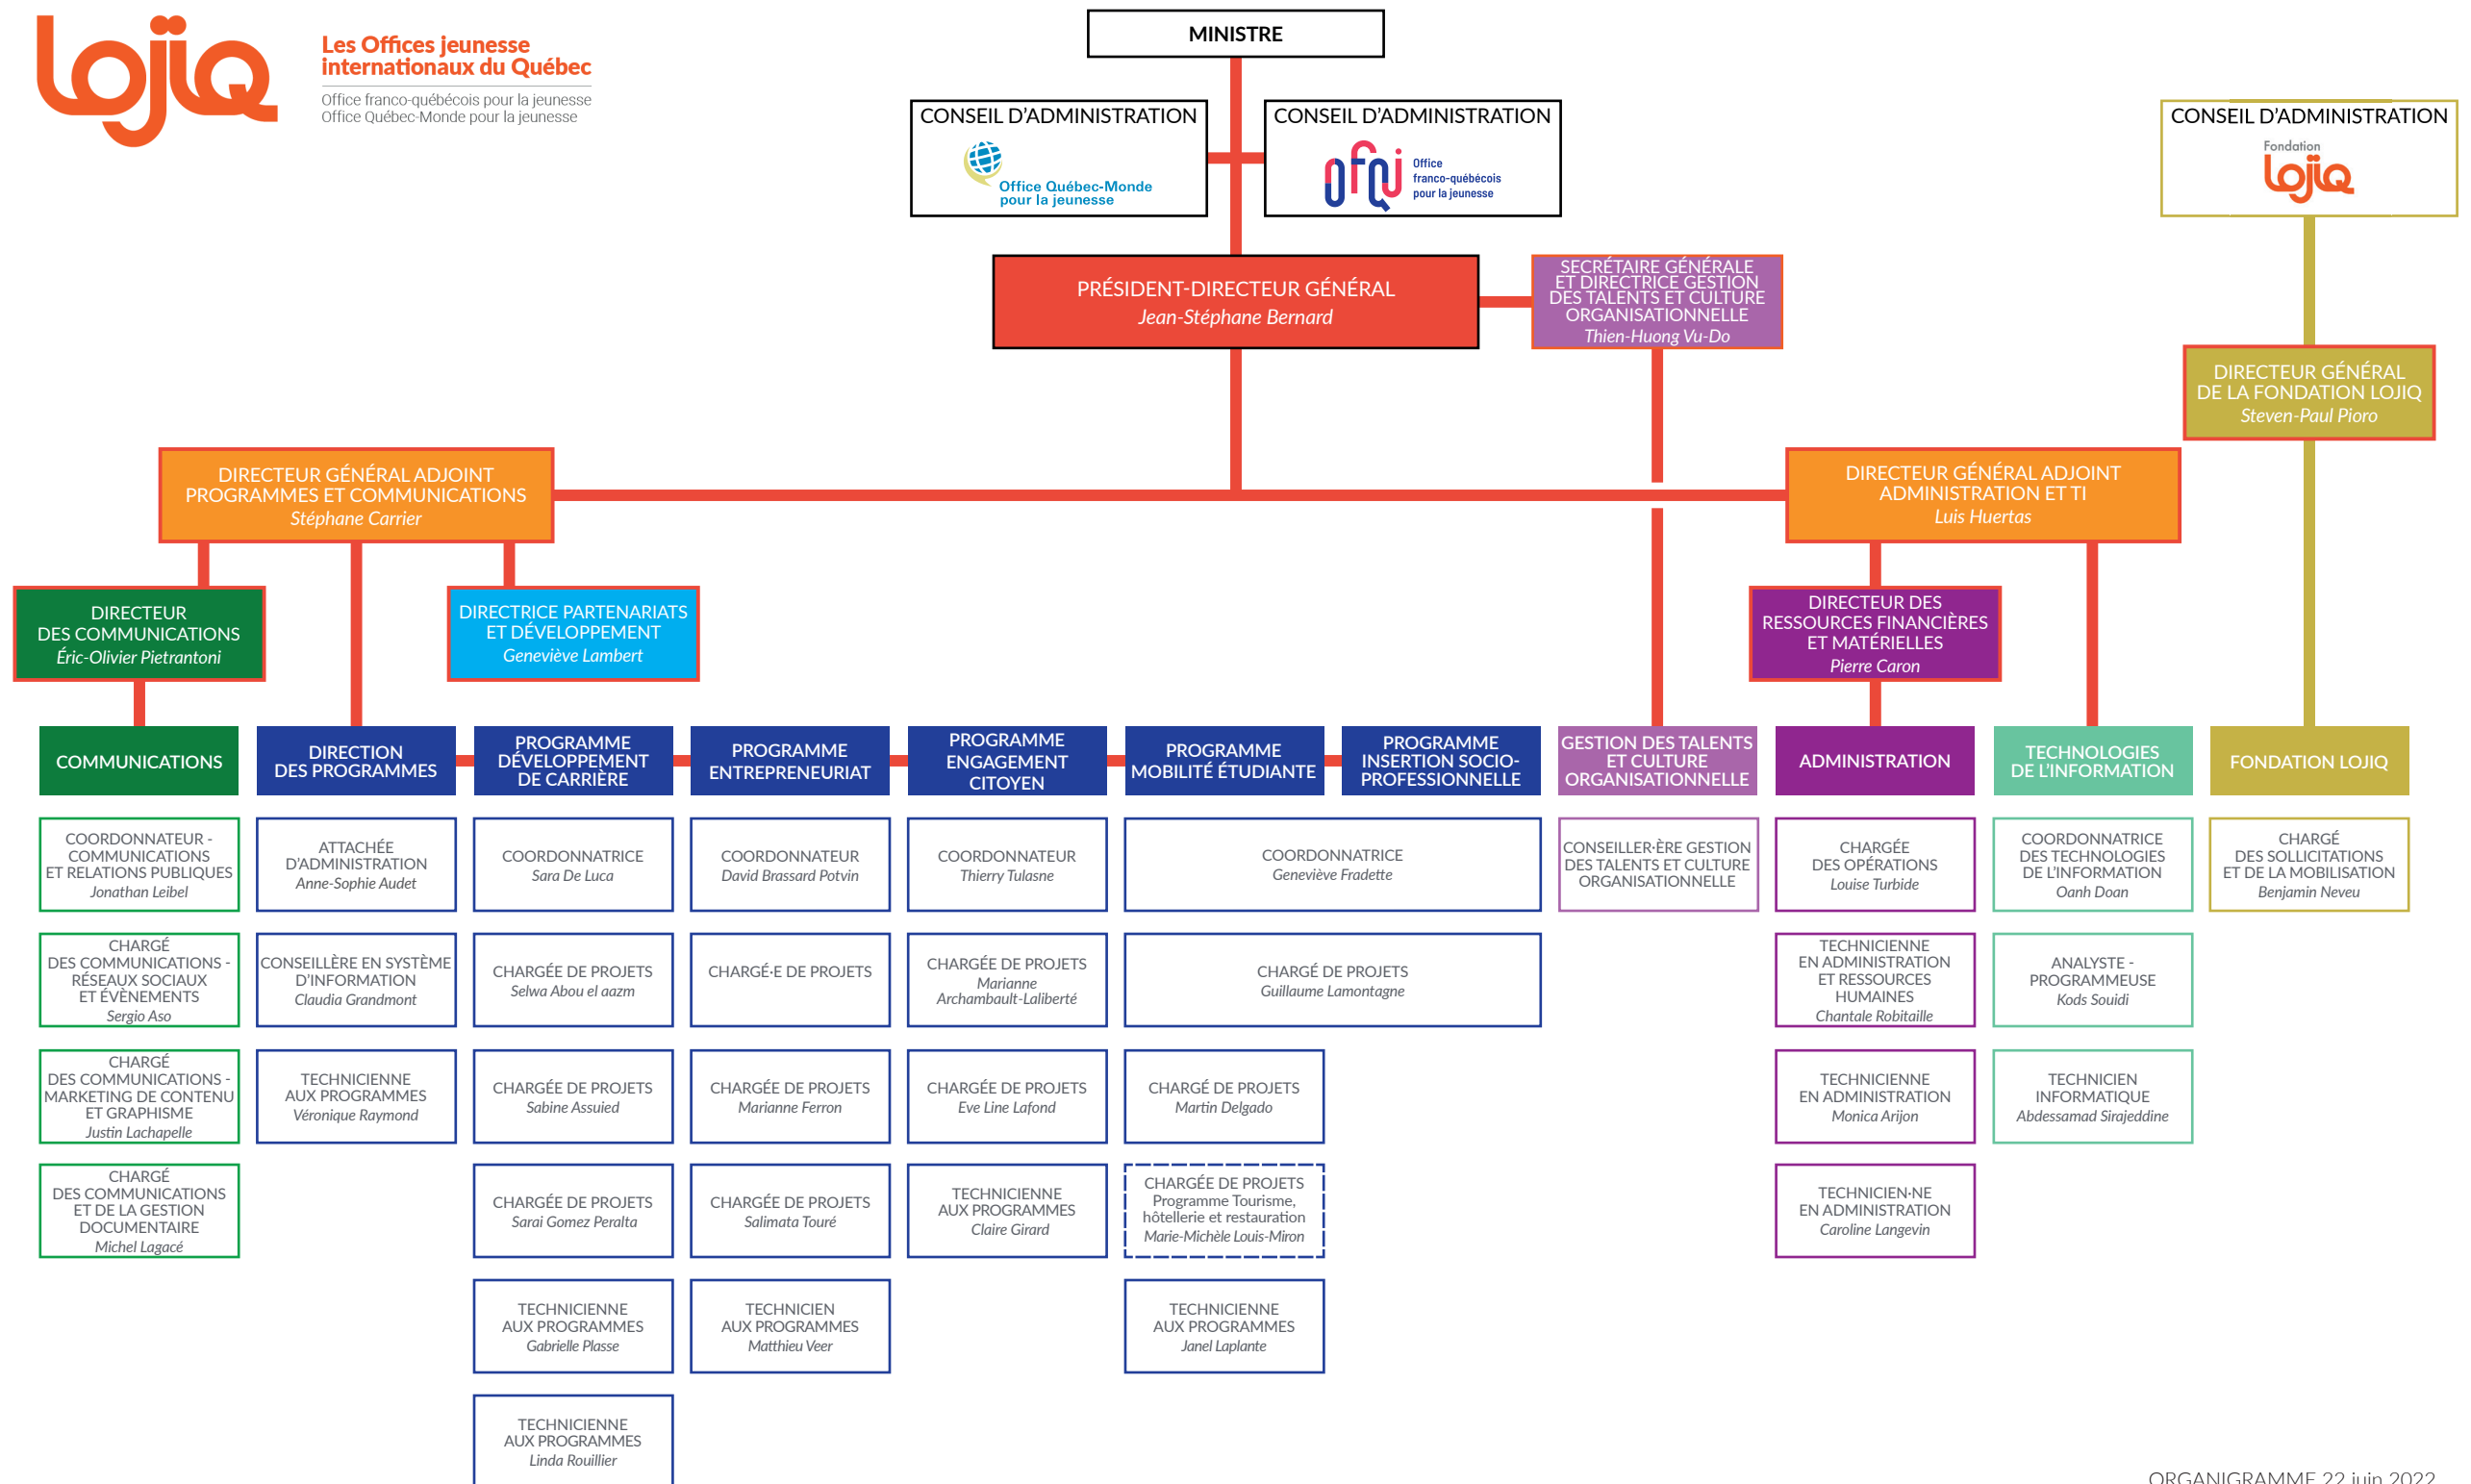 lojiq
Les Offices jeunesse
internationaux du Québec
Office franco-québécois pour la jeunesse
Office Québec-Monde pour la jeunesse
MINISTRE
CONSEIL D'ADMINISTRATION
Office Québec-Monde
pour la jeunesse
CONSEIL D'ADMINISTRATION
ofqj
Office
franco-québécois
pour la jeunesse
CONSEIL D'ADMINISTRATION
Fondation
lojiq
PRÉSIDENT-DIRECTEUR GÉNÉRAL
Jean-Stéphane Bernard
SECRÉTAIRE GÉNÉRALE
ET DIRECTRICE GESTION
DES TALENTS ET CULTURE
ORGANISATIONNELLE
Thien-Huong Vu-Do
DIRECTEUR GÉNÉRAL
DE LA FONDATION LOJIQ
Steven-Paul Pioro
DIRECTEUR GÉNÉRAL ADJOINT
PROGRAMMES ET COMMUNICATIONS
Stéphane Carrier
DIRECTEUR GÉNÉRAL ADJOINT
ADMINISTRATION ET TI
Luis Huertas
DIRECTEUR
DES COMMUNICATIONS
Éric-Olivier Pietrantoni
DIRECTRICE PARTENARIATS
ET DÉVELOPPEMENT
Geneviève Lambert
DIRECTEUR DES
RESSOURCES FINANCIÈRES
ET MATÉRIELLES
Pierre Caron
COMMUNICATIONS
DIRECTION
DES PROGRAMMES
PROGRAMME
DÉVELOPPEMENT
DE CARRIÈRE
PROGRAMME
ENTREPRENEURIAT
PROGRAMME
ENGAGEMENT
CITOYEN
PROGRAMME
MOBILITÉ ÉTUDIANTE
PROGRAMME
INSERTION SOCIO-
PROFESSIONNELLE
GESTION DES TALENTS
ET CULTURE
ORGANISATIONNELLE
ADMINISTRATION
TECHNOLOGIES
DE L'INFORMATION
FONDATION LOJIQ
COORDONNATEUR -
COMMUNICATIONS
ET RELATIONS PUBLIQUES
Jonathan Leibel
ATTACHÉE
D'ADMINISTRATION
Anne-Sophie Audet
COORDONNATRICE
Sara De Luca
COORDONNATEUR
David Brassard Potvin
COORDONNATEUR
Thierry Tulasne
COORDONNATRICE
Geneviève Fradette
CONSEILLER·ÈRE GESTION
DES TALENTS ET CULTURE
ORGANISATIONNELLE
CHARGÉE
DES OPÉRATIONS
Louise Turbide
COORDONNATRICE
DES TECHNOLOGIES
DE L'INFORMATION
Oanh Doan
CHARGÉ
DES SOLLICITATIONS
ET DE LA MOBILISATION
Benjamin Neveu
CHARGÉ
DES COMMUNICATIONS -
RÉSEAUX SOCIAUX
ET ÉVÈNEMENTS
Sergio Aso
CONSEILLÈRE EN SYSTÈME
D'INFORMATION
Claudia Grandmont
CHARGÉE DE PROJETS
Selwa Abou el aazm
CHARGÉ·E DE PROJETS
CHARGÉE DE PROJETS
Marianne
Archambault-Laliberté
CHARGÉ DE PROJETS
Guillaume Lamontagne
TECHNICIENNE
EN ADMINISTRATION
ET RESSOURCES
HUMAINES
Chantale Robitaille
ANALYSTE -
PROGRAMMEUSE
Kods Souidi
CHARGÉ
DES COMMUNICATIONS -
MARKETING DE CONTENU
ET GRAPHISME
Justin Lachapelle
TECHNICIENNE
AUX PROGRAMMES
Véronique Raymond
CHARGÉE DE PROJETS
Sabine Assuied
CHARGÉE DE PROJETS
Marianne Ferron
CHARGÉE DE PROJETS
Eve Line Lafond
CHARGÉ DE PROJETS
Martin Delgado
TECHNICIENNE
EN ADMINISTRATION
Monica Arijon
TECHNICIEN
INFORMATIQUE
Abdessamad Sirajeddine
CHARGÉ
DES COMMUNICATIONS
ET DE LA GESTION
DOCUMENTAIRE
Michel Lagacé
CHARGÉE DE PROJETS
Sarai Gomez Peralta
CHARGÉE DE PROJETS
Salimata Touré
TECHNICIENNE
AUX PROGRAMMES
Claire Girard
CHARGÉE DE PROJETS
Programme Tourisme,
hôtellerie et restauration
Marie-Michèle Louis-Miron
TECHNICIEN·NE
EN ADMINISTRATION
Caroline Langevin
TECHNICIENNE
AUX PROGRAMMES
Gabrielle Plasse
TECHNICIEN
AUX PROGRAMMES
Matthieu Veer
TECHNICIENNE
AUX PROGRAMMES
Janel Laplante
TECHNICIENNE
AUX PROGRAMMES
Linda Rouillier
ORGANIGRAMME 22 juin 2022